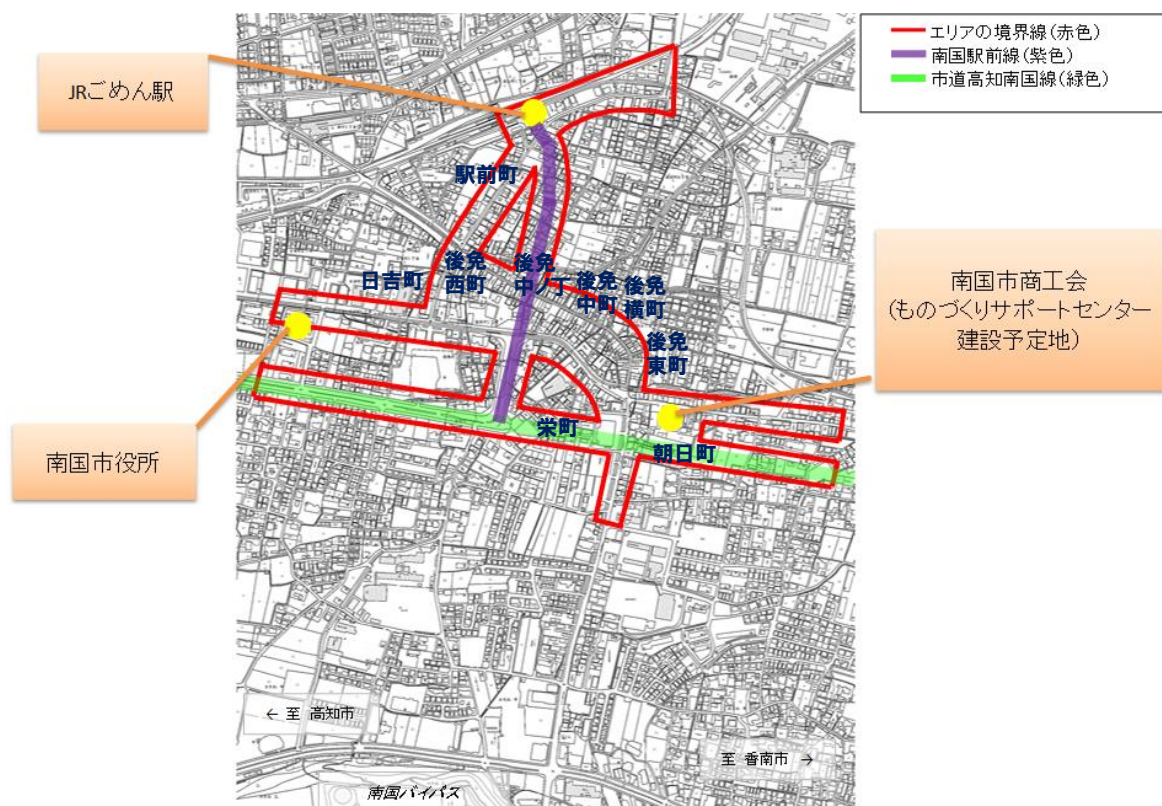 エリアの境界線(赤色)
南国駅前線(紫色)
市道高知南国線(緑色)
JRごめん駅
駅前町
後免
西町
後免
中ノ丁
後免
中町
後免
横町
日吉町
後免
東町
南国市商工会
(ものづくりサポートセンター
建設予定地)
南国市役所
栄町
朝日町
← 至 高知市
至 香南市 →
南国バイパス